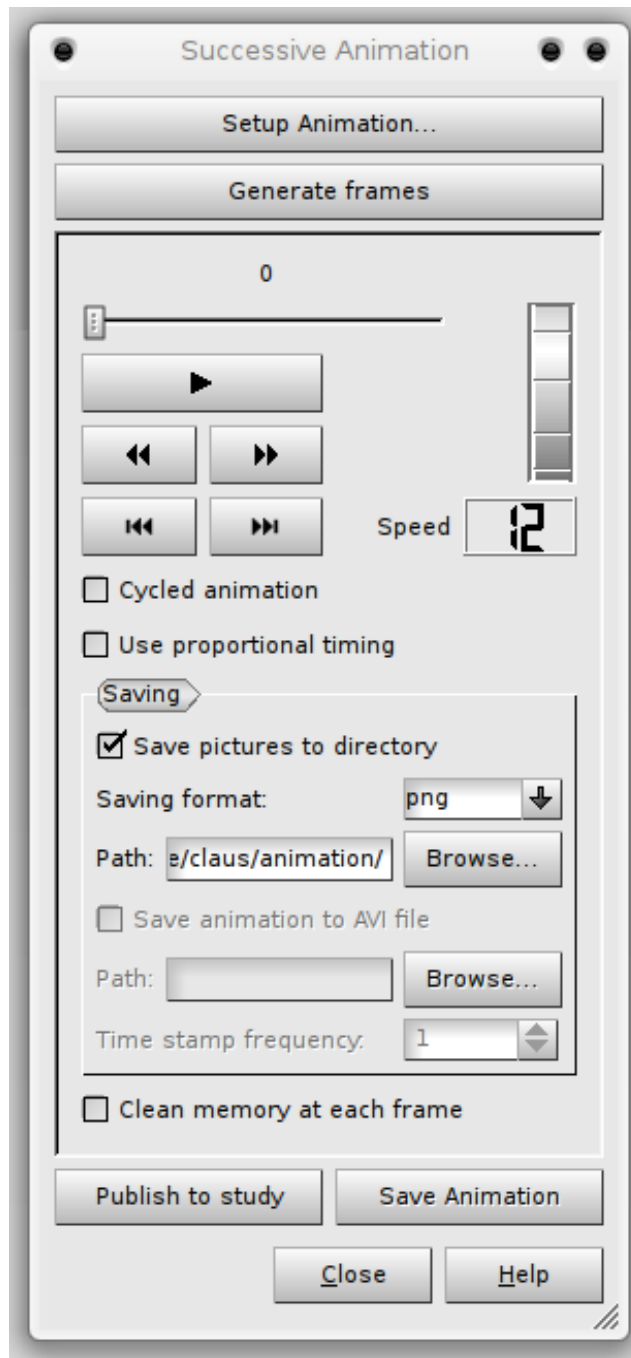 Successive Animation
Setup Animation...
Generate frames
0
Speed 12
Cycled animation
Use proportional timing
Saving
Save pictures to directory
Saving format: png
Path: e/claus/animation/ Browse...
Save animation to AVI file
Path: Browse...
Time stamp frequency: 1
Clean memory at each frame
Publish to study Save Animation
Close Help